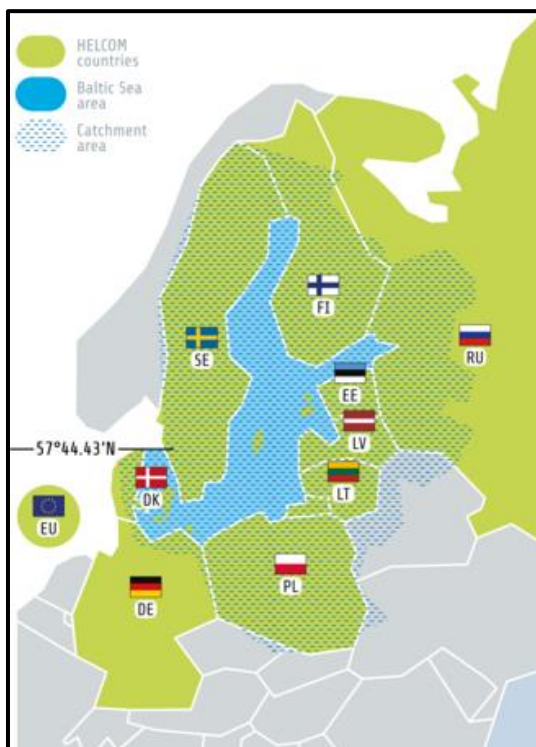 HELCOM
countries
Baltic Sea
area
Catchment
area
FI
SE
RU
EE
LV
57°44.43'N
DK
LT
EU
PL
DE